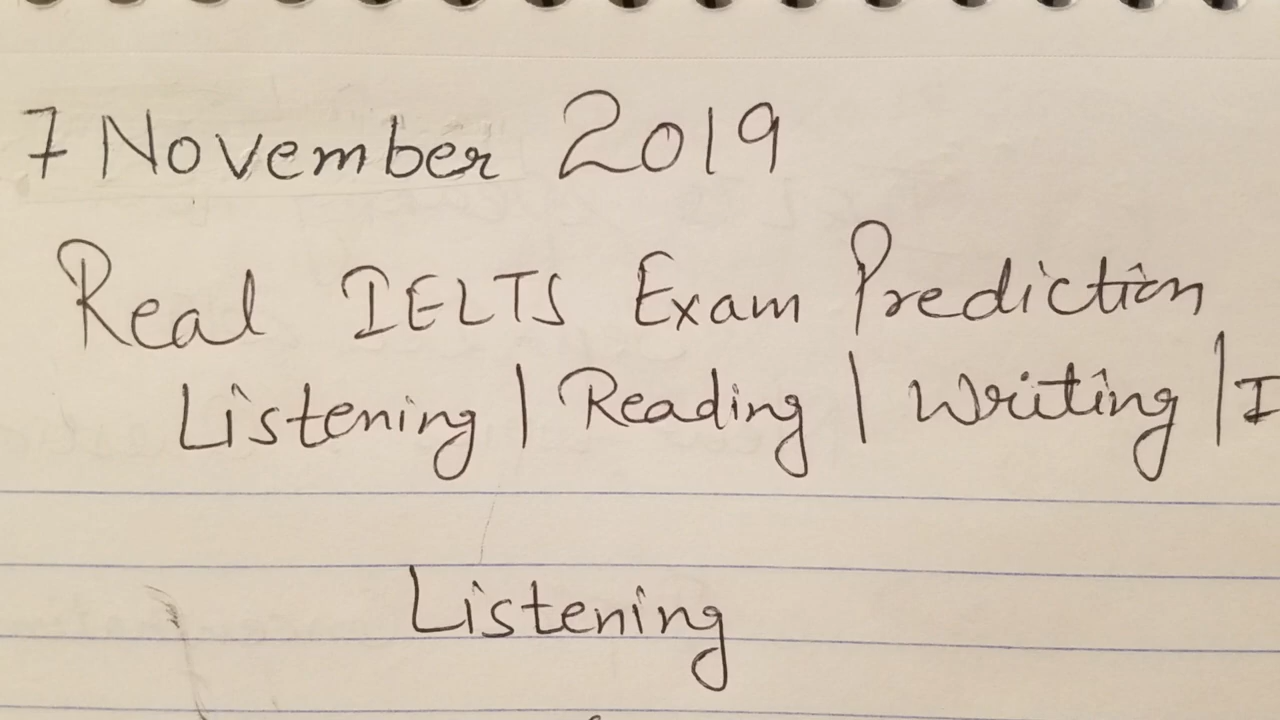 7 November 2019
Real IELTS Exam Prediction
Listening | Reading | Writing | I
Listening